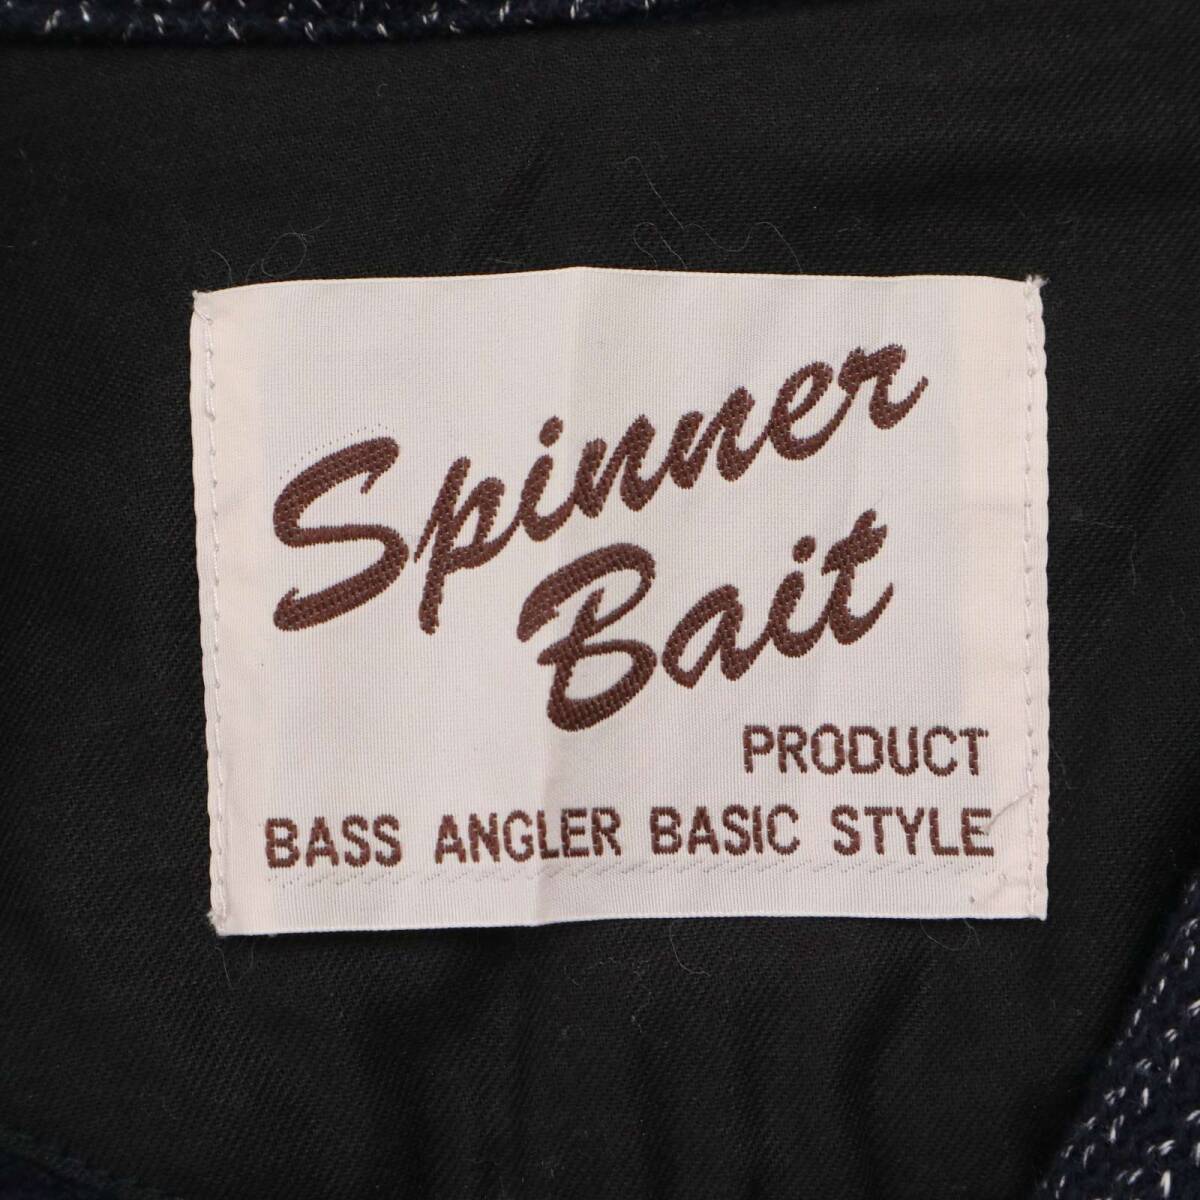 Spinner
Bait
PRODUCT
BASS ANGLER BASIC STYLE